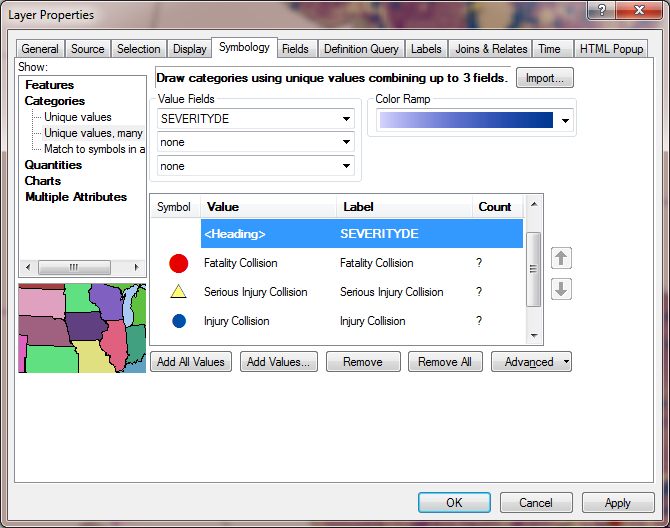 Layer Properties
?
General Source Selection Display Symbology Fields Definition Query Labels Joins & Relates Time HTML Popup
Show:
Features
Categories
Unique values
Unique values, many
Match to symbols in a
Quantities
Charts
Multiple Attributes
Draw categories using unique values combining up to 3 fields.
Import...
Value Fields
SEVERITYDE
none
none
Color Ramp
Symbol Value Label Count
<Heading> SEVERITYDE
Fatality Collision Fatality Collision ?
Serious Injury Collision Serious Injury Collision ?
Injury Collision Injury Collision ?
Add All Values Add Values... Remove Remove All Advanced
OK Cancel Apply